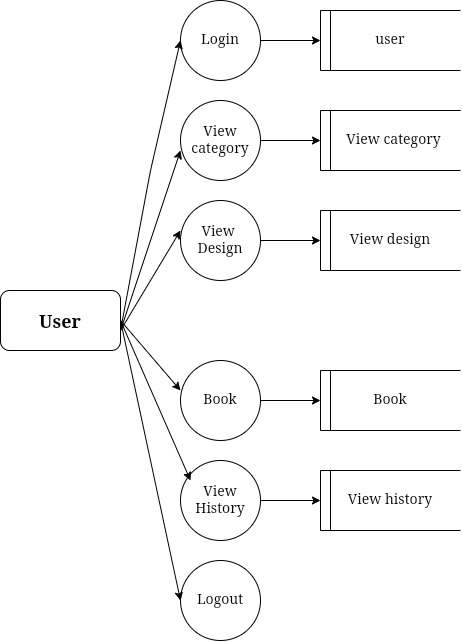 Login
user
View
category
View category
View
Design
View design
User
Book
Book
View
History
View history
Logout